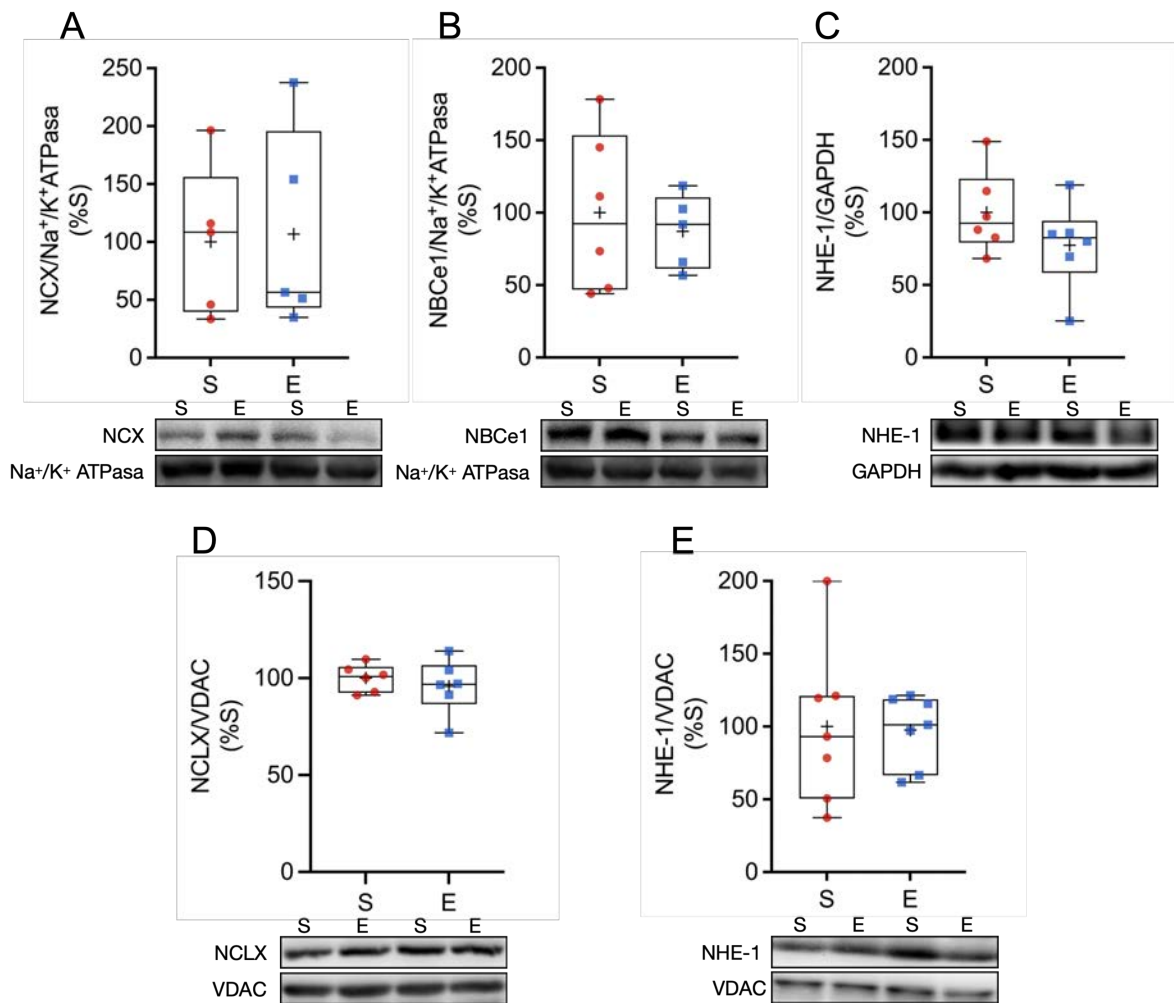 A
NCX/Na⁺/K⁺ATPasa
(%S)
250
200
150
100
50
0
S
E
S E S E
NCX
Na⁺/K⁺ ATPasa
B
NBCe1/Na⁺/K⁺ATPasa
(%S)
200
150
100
50
0
S
E
S E S E
NBCe1
Na⁺/K⁺ ATPasa
C
NHE-1/GAPDH
(%S)
200
150
100
50
0
S
E
S E S E
NHE-1
GAPDH
D
NCLX/VDAC
(%S)
150
100
50
0
S
E
S E S E
NCLX
VDAC
E
NHE-1/VDAC
(%S)
200
150
100
50
0
S
E
S E S E
NHE-1
VDAC